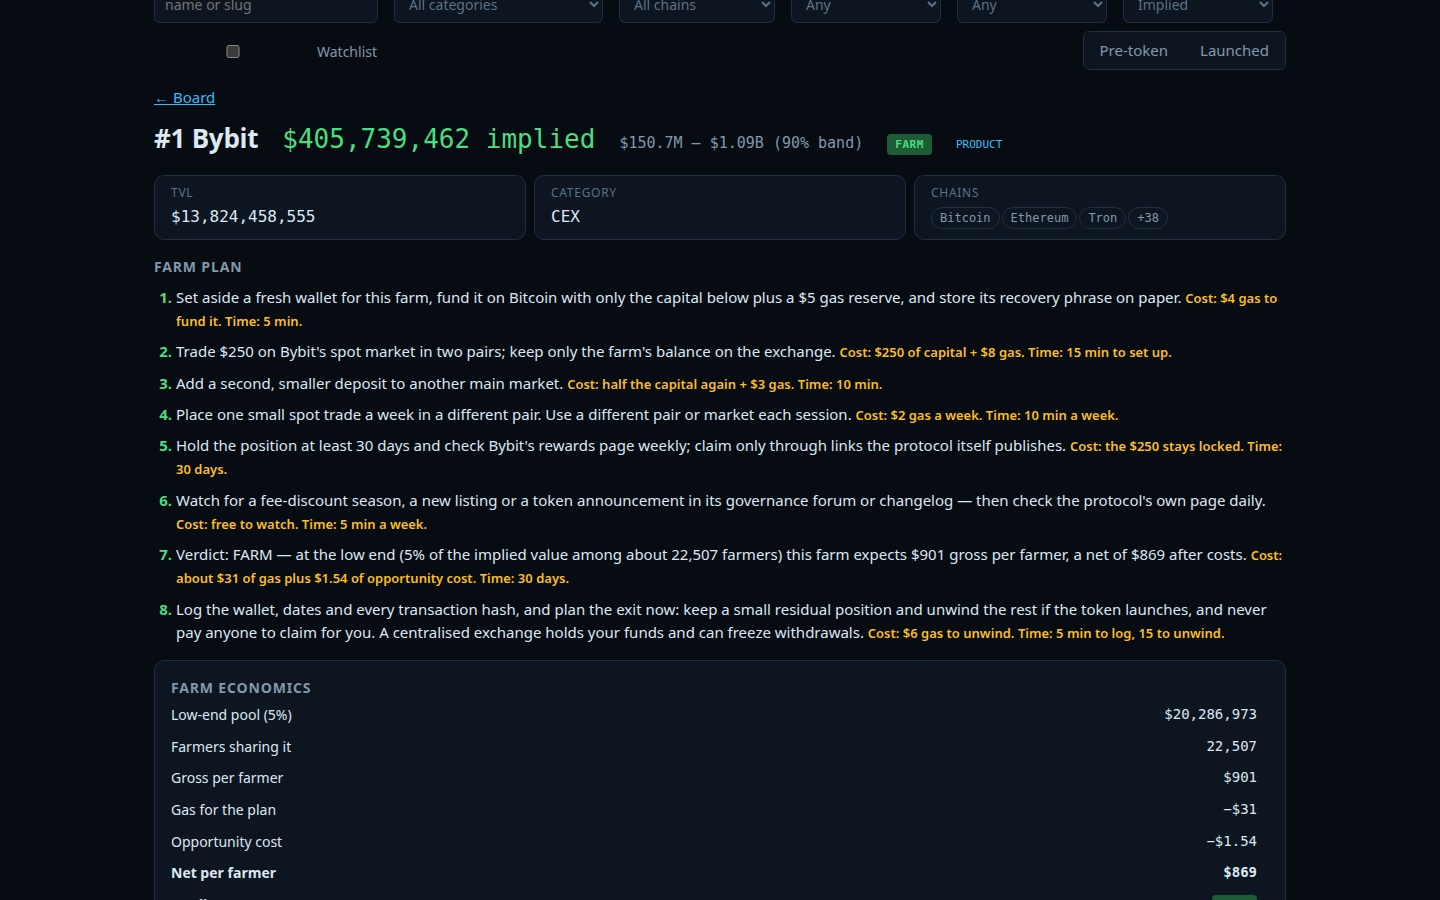 name or slug All categories All chains Any Any Implied
Watchlist Pre-token Launched
← Board
#1 Bybit $405,739,462 implied $150.7M — $1.09B (90% band) FARM PRODUCT
TVL
$13,824,458,555
CATEGORY
CEX
CHAINS
Bitcoin Ethereum Tron +38
FARM PLAN
1. Set aside a fresh wallet for this farm, fund it on Bitcoin with only the capital below plus a $5 gas reserve, and store its recovery phrase on paper. Cost: $4 gas to
fund it. Time: 5 min.
2. Trade $250 on Bybit's spot market in two pairs; keep only the farm's balance on the exchange. Cost: $250 of capital + $8 gas. Time: 15 min to set up.
3. Add a second, smaller deposit to another main market. Cost: half the capital again + $3 gas. Time: 10 min.
4. Place one small spot trade a week in a different pair. Use a different pair or market each session. Cost: $2 gas a week. Time: 10 min a week.
5. Hold the position at least 30 days and check Bybit's rewards page weekly; claim only through links the protocol itself publishes. Cost: the $250 stays locked. Time:
30 days.
6. Watch for a fee-discount season, a new listing or a token announcement in its governance forum or changelog — then check the protocol's own page daily.
Cost: free to watch. Time: 5 min a week.
7. Verdict: FARM — at the low end (5% of the implied value among about 22,507 farmers) this farm expects $901 gross per farmer, a net of $869 after costs. Cost:
about $31 of gas plus $1.54 of opportunity cost. Time: 30 days.
8. Log the wallet, dates and every transaction hash, and plan the exit now: keep a small residual position and unwind the rest if the token launches, and never
pay anyone to claim for you. A centralised exchange holds your funds and can freeze withdrawals. Cost: $6 gas to unwind. Time: 5 min to log, 15 to unwind.
FARM ECONOMICS
Low-end pool (5%) $20,286,973
Farmers sharing it 22,507
Gross per farmer $901
Gas for the plan −$31
Opportunity cost −$1.54
Net per farmer $869